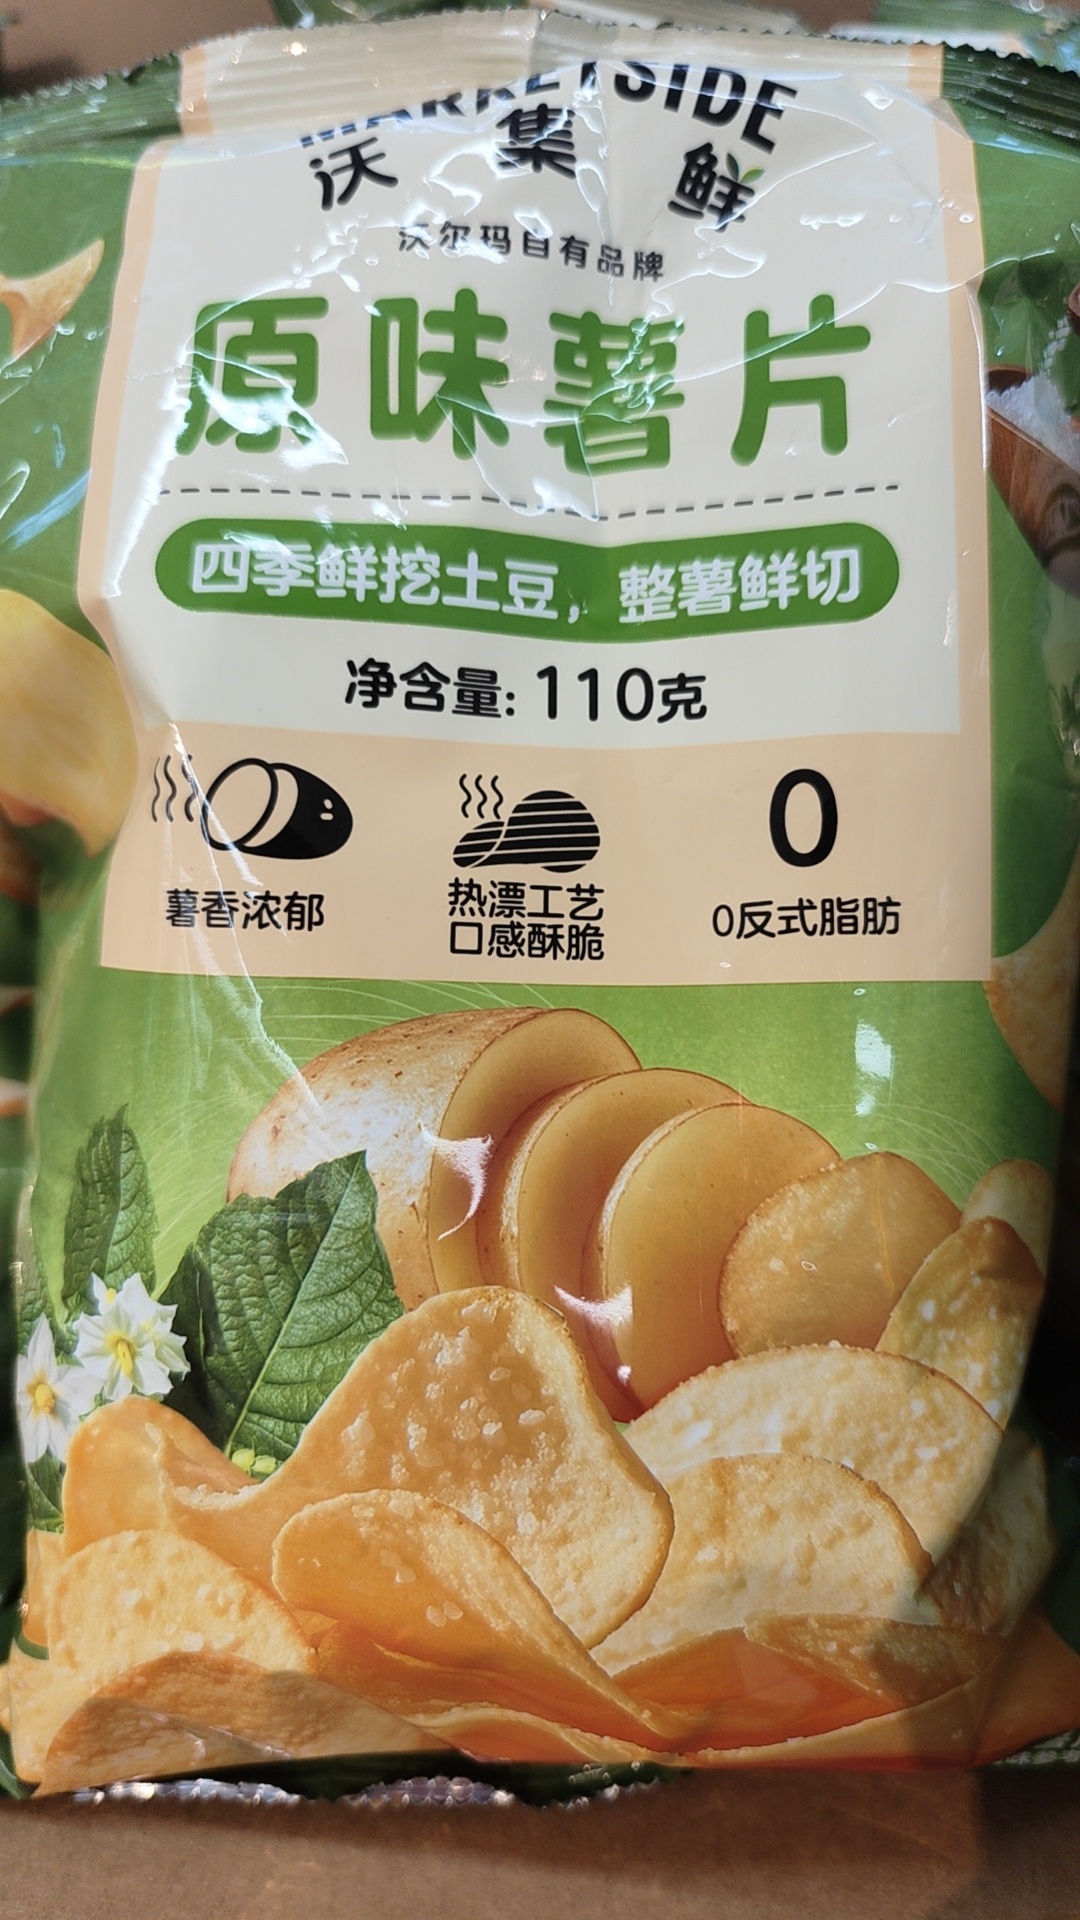 MARKETSIDE
沃集鲜
沃尔玛自有品牌
原味薯片
四季鲜挖土豆，整薯鲜切
净含量: 110克
薯香浓郁
热漂工艺
口感酥脆
0
0反式脂肪